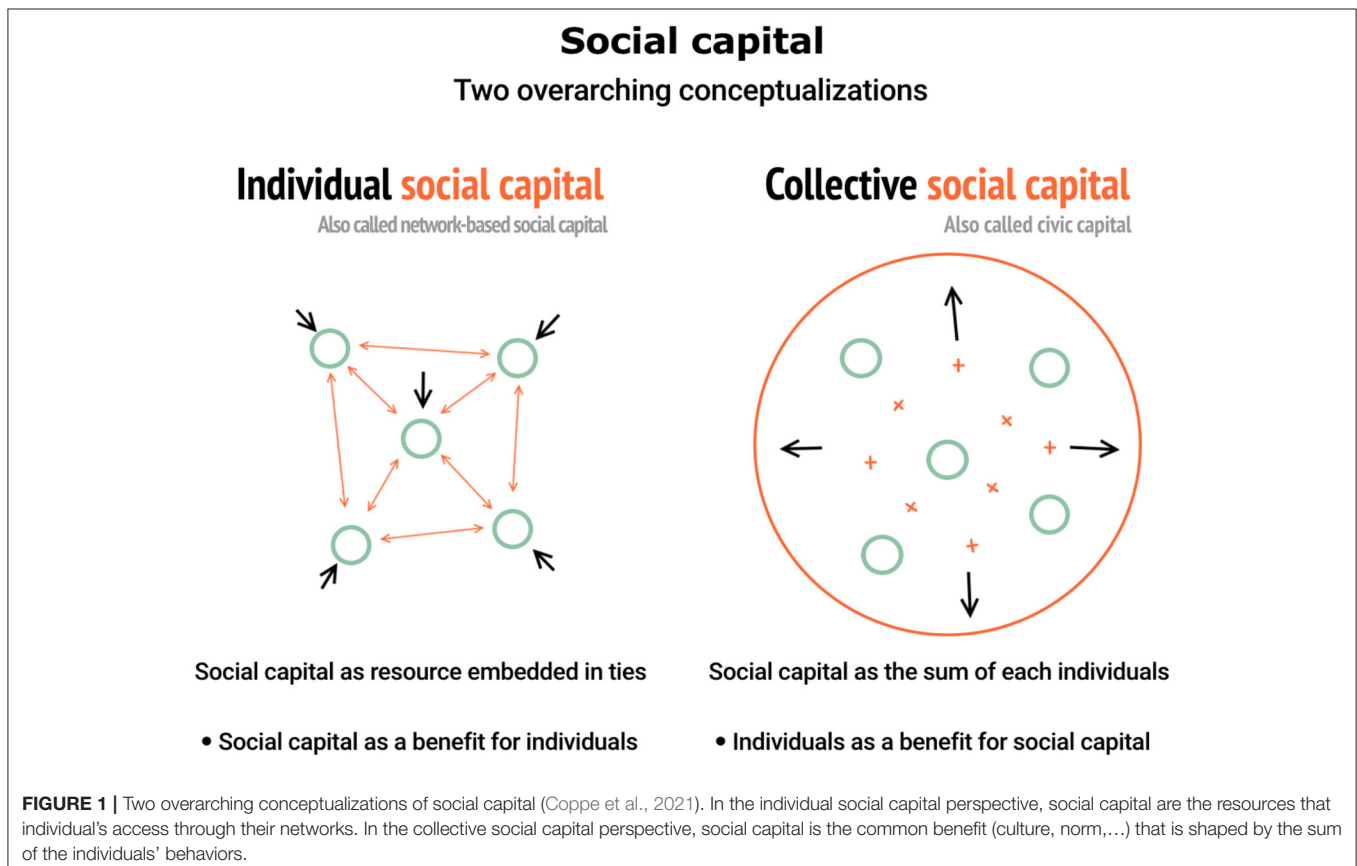 Social capital
Two overarching conceptualizations
Individual social capital
Also called network-based social capital
Collective social capital
Also called civic capital
Social capital as resource embedded in ties
• Social capital as a benefit for individuals
Social capital as the sum of each individuals
• Individuals as a benefit for social capital
FIGURE 1 | Two overarching conceptualizations of social capital (Coppe et al., 2021). In the individual social capital perspective, social capital are the resources that
individual's access through their networks. In the collective social capital perspective, social capital is the common benefit (culture, norm,…) that is shaped by the sum
of the individuals' behaviors.